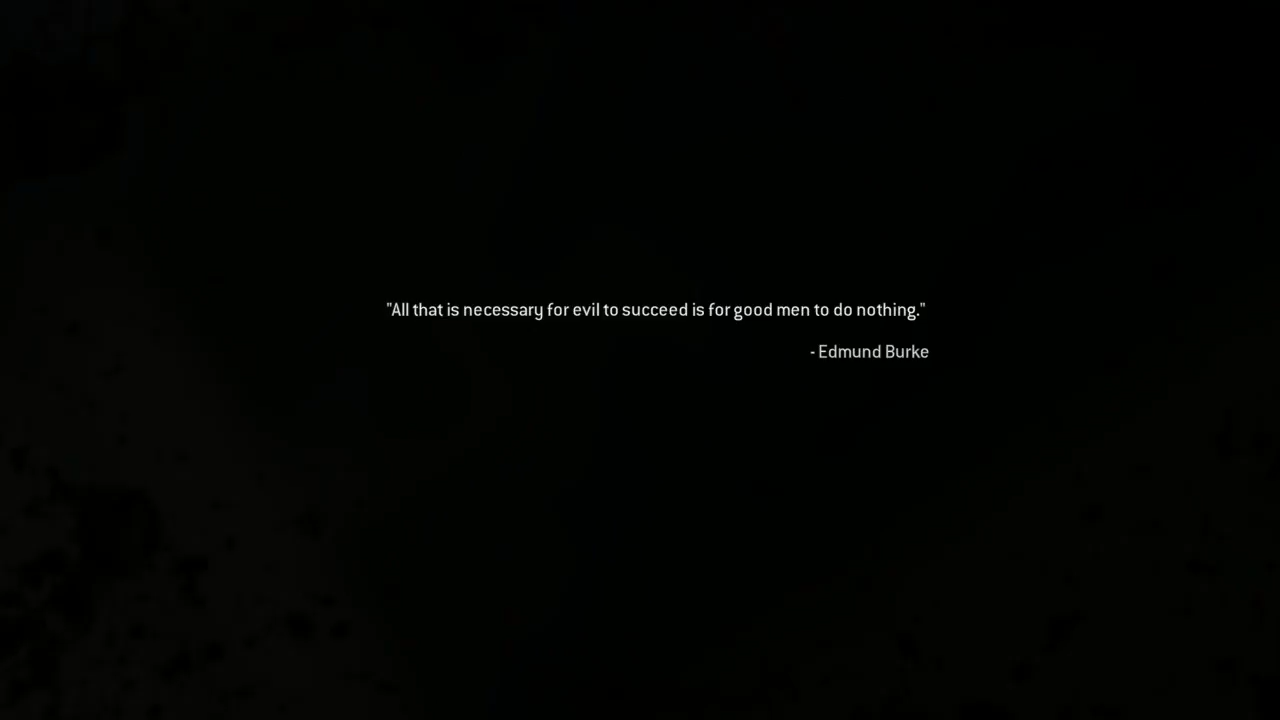 "All that is necessary for evil to succeed is for good men to do nothing."
- Edmund Burke